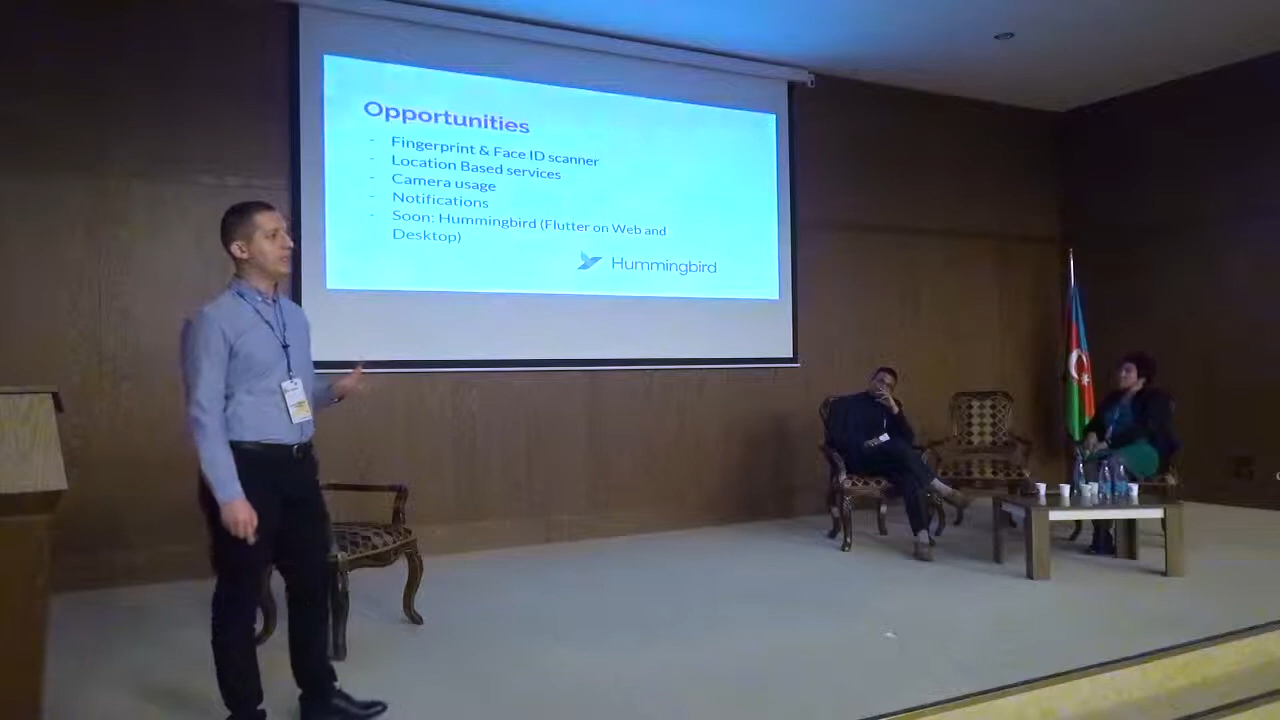 Opportunities
- Fingerprint & Face ID scanner
- Location Based services
- Camera usage
- Notifications
- Soon: Hummingbird (Flutter on Web and
Desktop)
Hummingbird